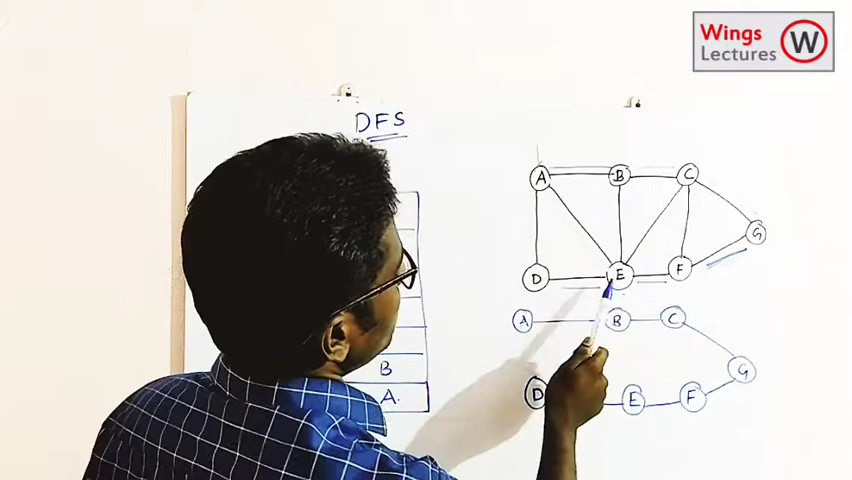 Wings
Lectures W
DFS
A B C
G
D E F
A B C
G
D E F
B
A.